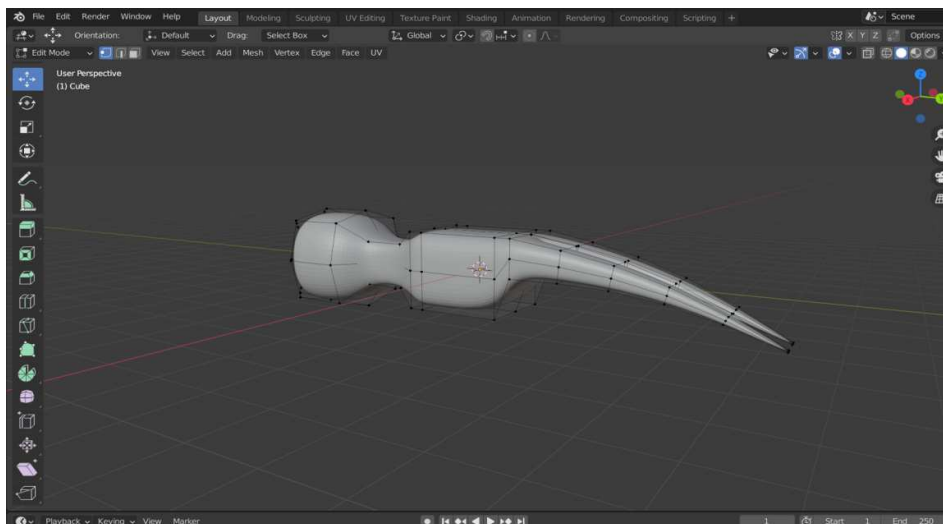 File Edit Render Window Help Layout Modeling Sculpting UV Editing Texture Paint Shading Animation Rendering Compositing Scripting + Scene
Orientation: Default Drag: Select Box Global X Y Z Options
Edit Mode View Select Add Mesh Vertex Edge Face UV
User Perspective
(1) Cube
Z
X
Y
Playback Keying View Marker 1 Start 1 End 250